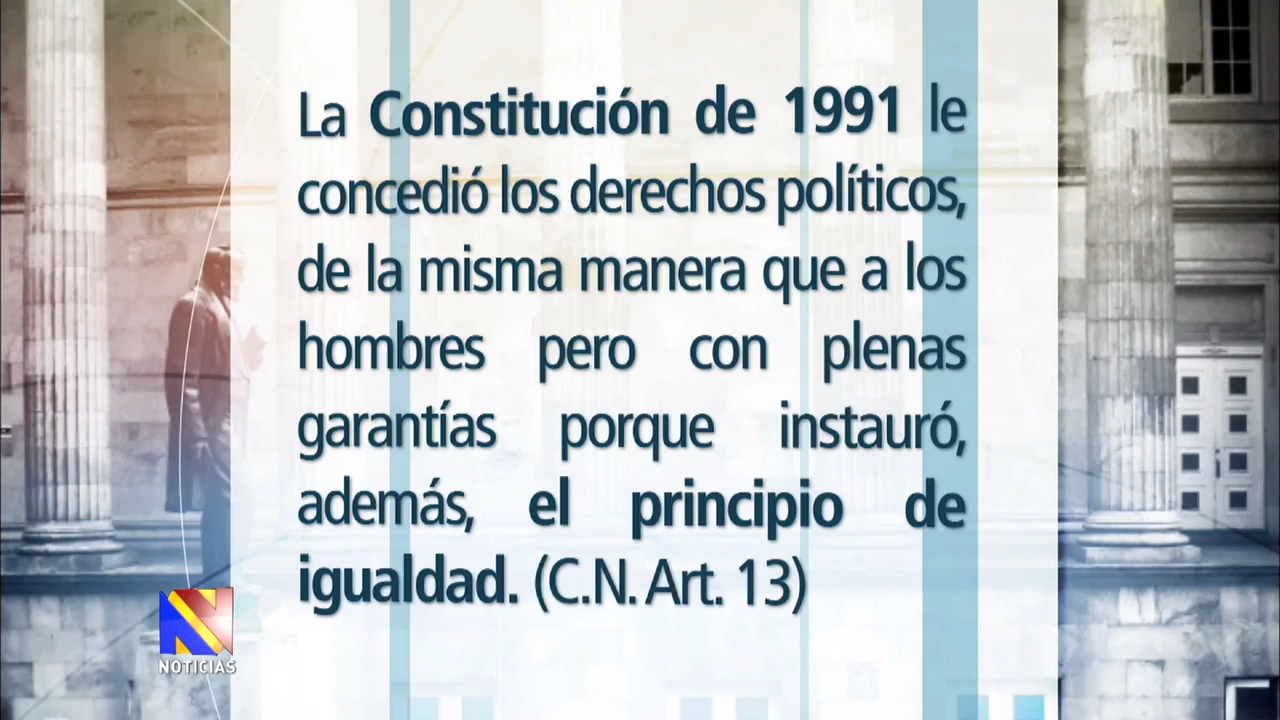 La Constitución de 1991 le
concedió los derechos políticos,
de la misma manera que a los
hombres pero con plenas
garantías porque instauró,
además, el principio de
igualdad. (C.N. Art. 13)
NOTICIAS